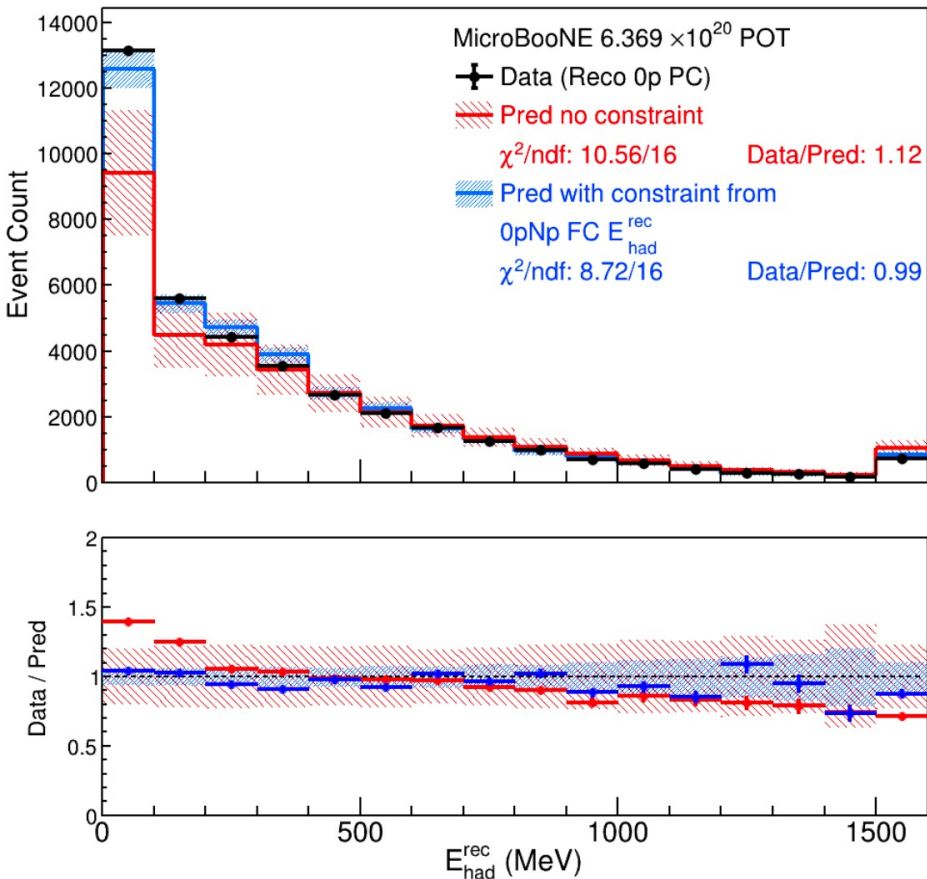 MicroBooNE 6.369 ×10²⁰ POT
Data (Reco 0p PC)
Pred no constraint
χ²/ndf: 10.56/16 Data/Pred: 1.12
Pred with constraint from
0pNp FC E^rec_had
χ²/ndf: 8.72/16 Data/Pred: 0.99
Event Count
14000
12000
10000
8000
6000
4000
2000
0
Data / Pred
2
1.5
1
0.5
0
0 500 1000 1500
E^rec_had (MeV)